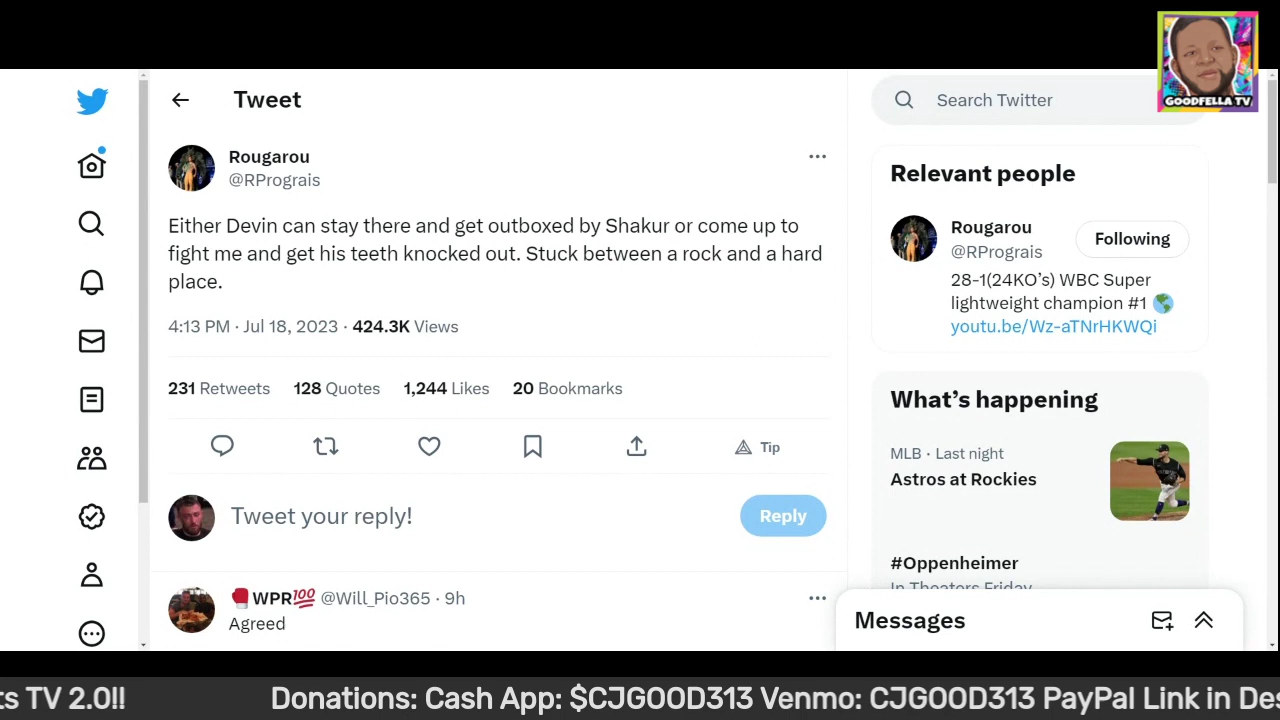 GOODFELLA TV
Tweet
Search Twitter
Rougarou
@RPrograis
Either Devin can stay there and get outboxed by Shakur or come up to
fight me and get his teeth knocked out. Stuck between a rock and a hard
place.
4:13 PM · Jul 18, 2023 · 424.3K Views
231 Retweets 128 Quotes 1,244 Likes 20 Bookmarks
Tip
Tweet your reply!
Reply
🥊WPR💯 @Will_Pio365 · 9h
Agreed
Relevant people
Rougarou
@RPrograis
Following
28-1(24KO’s) WBC Super
lightweight champion #1 🌎
youtu.be/Wz-aTNrHKWQi
What’s happening
MLB · Last night
Astros at Rockies
#Oppenheimer
In Theaters Friday
Messages
ts TV 2.0!! Donations: Cash App: $CJGOOD313 Venmo: CJGOOD313 PayPal Link in Des